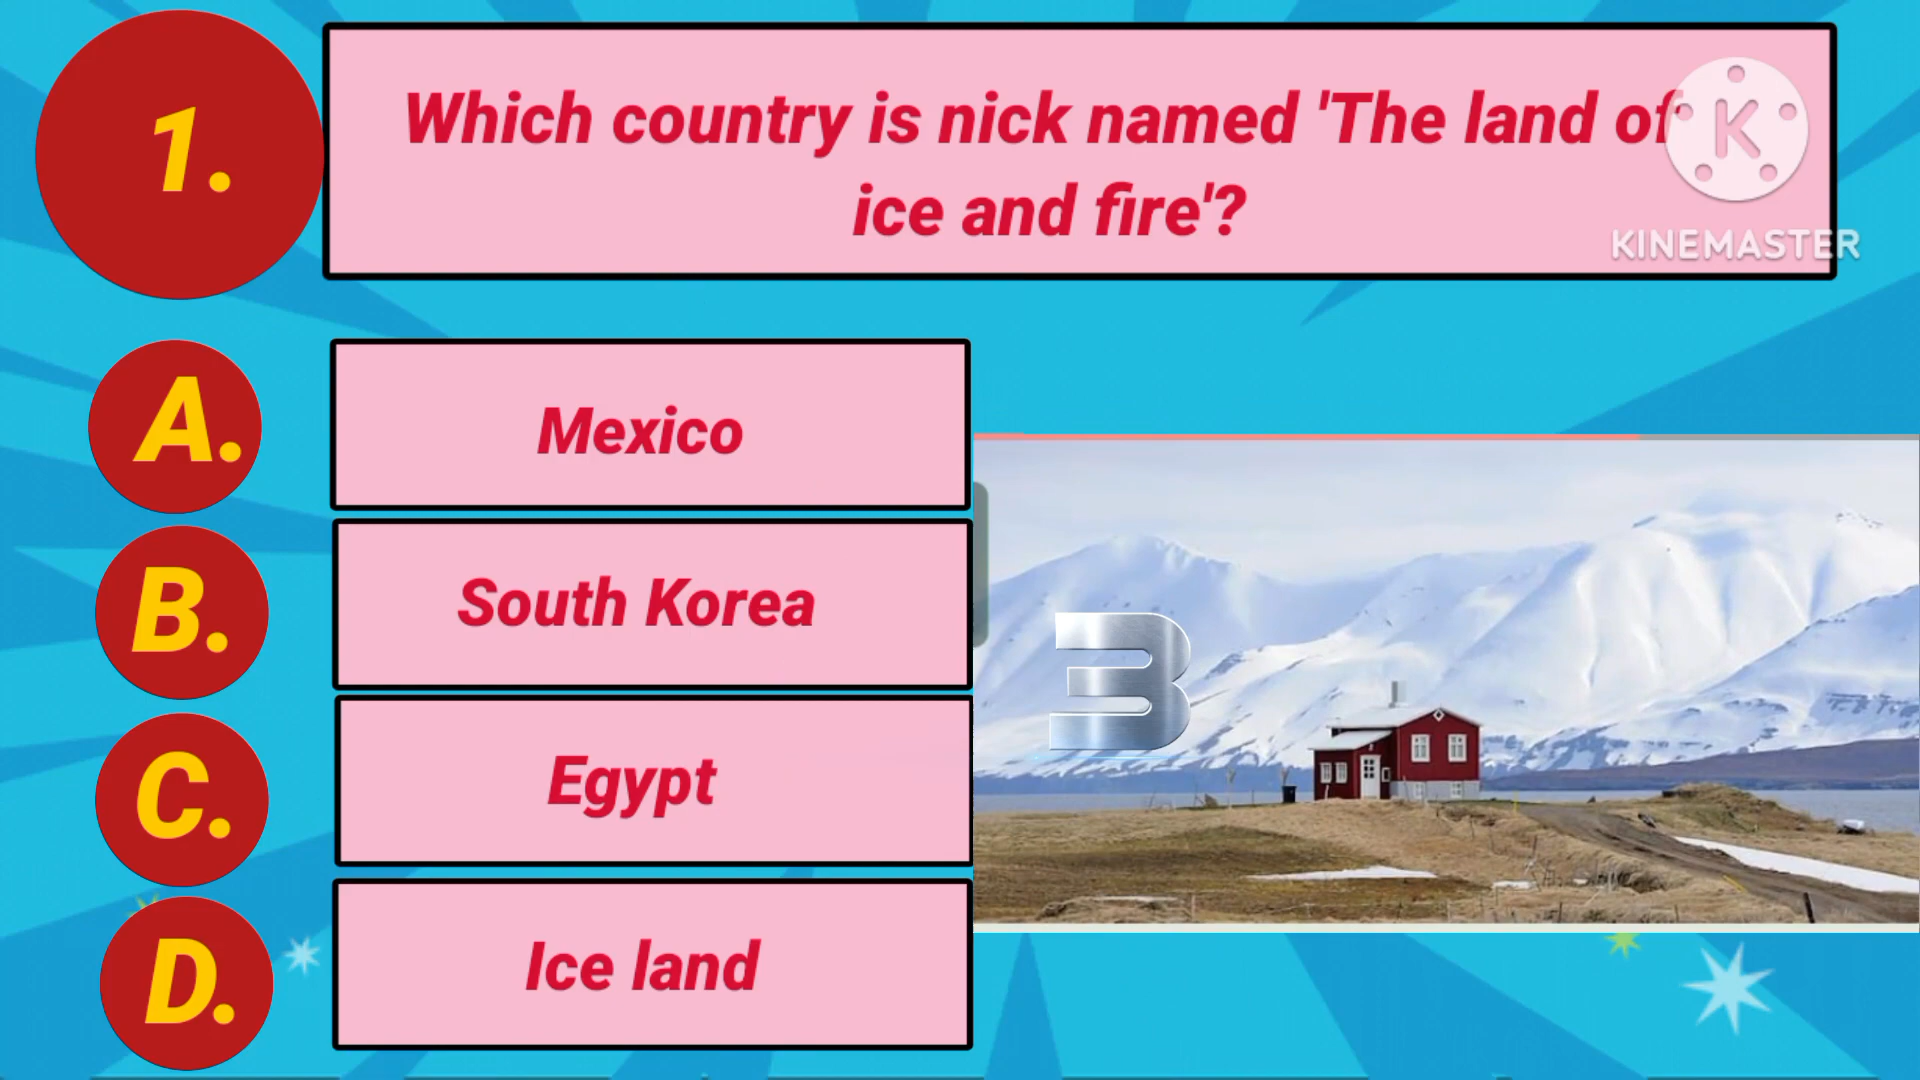 1.
Which country is nick named 'The land of
ice and fire'?
K
KINEMASTER
A.
Mexico
B.
South Korea
3
C.
Egypt
D.
Ice land